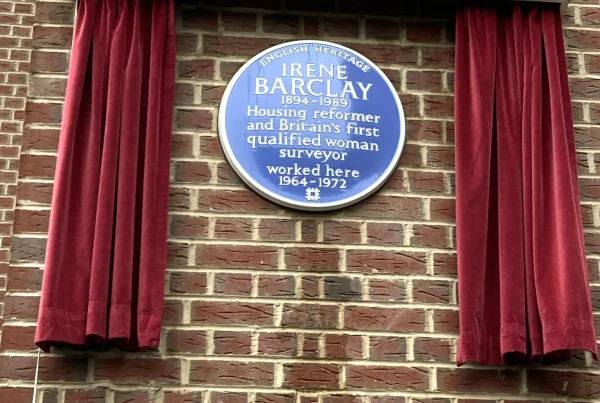 ENGLISH HERITAGE
IRENE
BARCLAY
1894-1989
Housing reformer
and Britain's first
qualified woman
surveyor
worked here
1964-1972